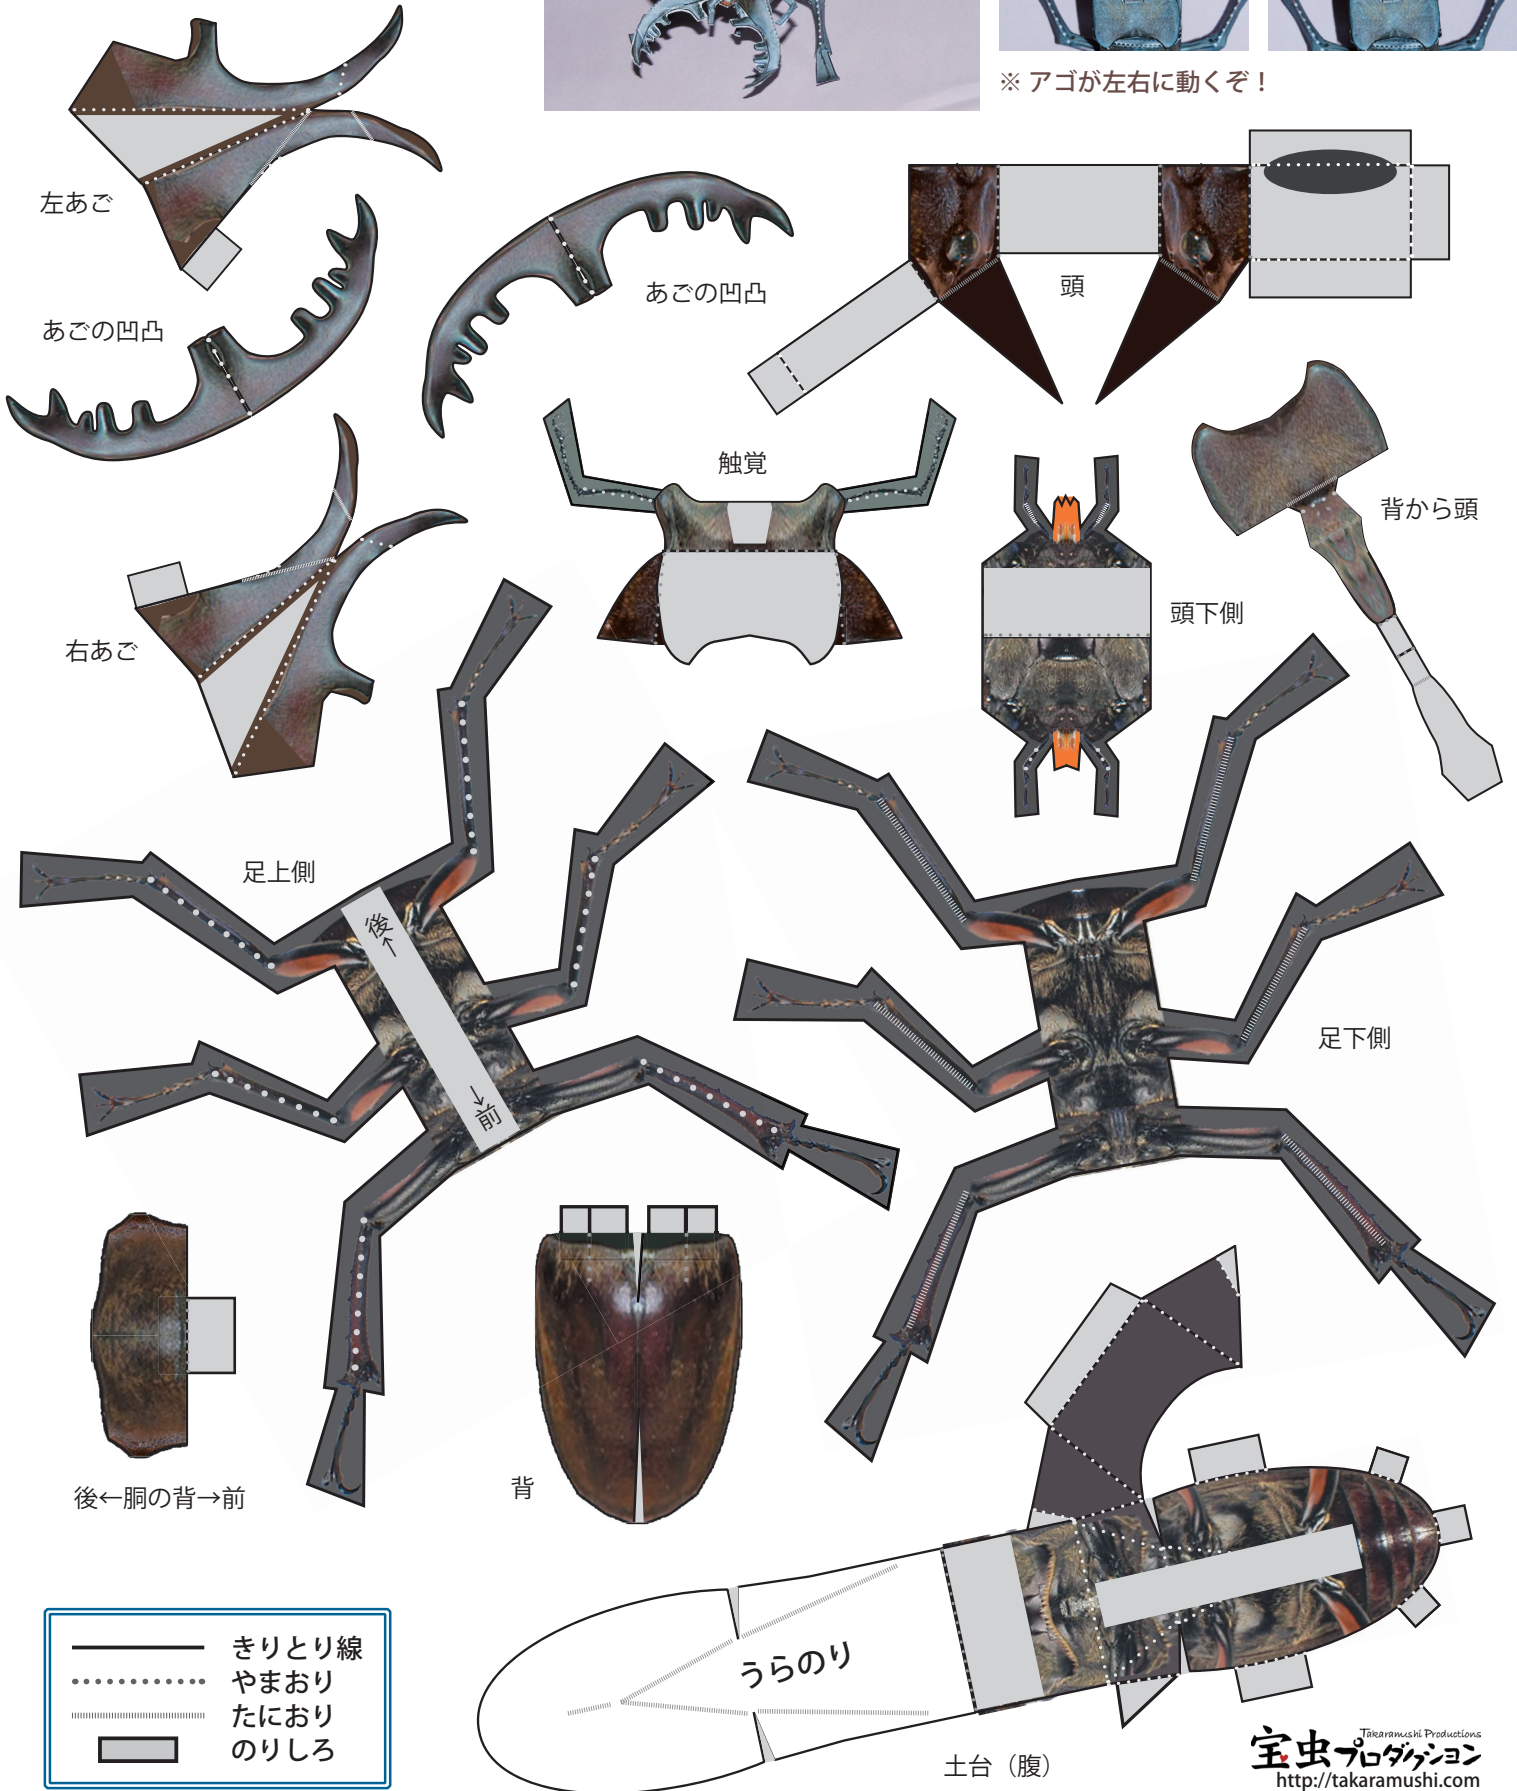 ※ アゴが左右に動くぞ！
左あご
あごの凹凸
あごの凹凸
頭
触覚
背から頭
頭下側
右あご
足上側
後
↑
↓
前
足下側
後←胴の背→前
背
うらのり
土台（腹）
きりとり線
やまおり
たにおり
のりしろ
Takaramushi Productions
宝虫プロダクション
http://takaramushi.com